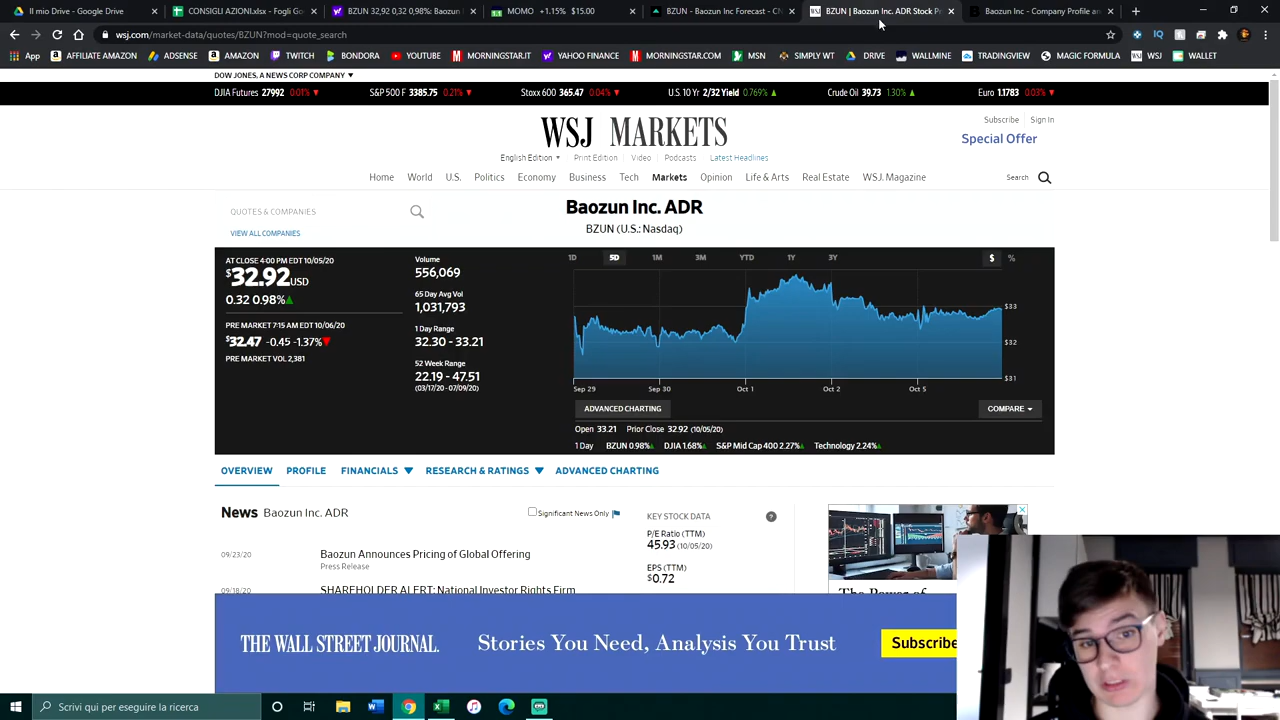 Il mio Drive - Google Drive
CONSIGLI AZIONI.xlsx - Fogli Go
BZUN 32,92 0,32 0,98%: Baozun I
MOMO +1.15% $15.00
BZUN - Baozun Inc Forecast - CN
BZUN | Baozun Inc. ADR Stock Pr
Baozun Inc - Company Profile an
wsj.com/market-data/quotes/BZUN?mod=quote_search
App
AFFILIATE AMAZON
ADSENSE
AMAZON
TWITCH
BONDORA
YOUTUBE
MORNINGSTAR.IT
YAHOO FINANCE
MORNINGSTAR.COM
MSN
SIMPLY WT
DRIVE
WALLMINE
TRADINGVIEW
MAGIC FORMULA
WSJ
WALLET
DOW JONES, A NEWS CORP COMPANY
DJIA Futures 27992 0.01%
S&P 500 F 3385.75 0.21%
Stoxx 600 365.47 0.04%
U.S. 10 Yr 2/32 Yield 0.769%
Crude Oil 39.73 1.30%
Euro 1.1783 0.03%
WSJ MARKETS
Subscribe Sign In
Special Offer
English Edition Print Edition Video Podcasts Latest Headlines
Home World U.S. Politics Economy Business Tech Markets Opinion Life & Arts Real Estate WSJ. Magazine
Search
QUOTES & COMPANIES
VIEW ALL COMPANIES
Baozun Inc. ADR
BZUN (U.S.: Nasdaq)
AT CLOSE 4:00 PM EDT 10/05/20
$32.92 USD
0.32 0.98%
PRE MARKET 7:15 AM EDT 10/06/20
$32.47 -0.45 -1.37%
PRE MARKET VOL 2,381
Volume
556,069
65 Day Avg Vol
1,031,793
1 Day Range
32.30 - 33.21
52 Week Range
22.19 - 47.51
(03/17/20 - 07/09/20)
1D 5D 1M 3M YTD 1Y 3Y
$ %
$33
$32
$31
Sep 29 Sep 30 Oct 1 Oct 2 Oct 5
ADVANCED CHARTING
COMPARE
Open 33.21 Prior Close 32.92 (10/05/20)
1 Day BZUN 0.98% DJIA 1.68% S&P Mid Cap 400 2.27% Technology 2.24%
OVERVIEW PROFILE FINANCIALS RESEARCH & RATINGS ADVANCED CHARTING
News Baozun Inc. ADR
Significant News Only
09/23/20
Baozun Announces Pricing of Global Offering
Press Release
09/18/20
SHAREHOLDER ALERT: National Investor Rights Firm
KEY STOCK DATA
P/E Ratio (TTM)
45.93 (10/05/20)
EPS (TTM)
$0.72
The Power of
THE WALL STREET JOURNAL.
Stories You Need, Analysis You Trust
Subscribe
Scrivi qui per eseguire la ricerca